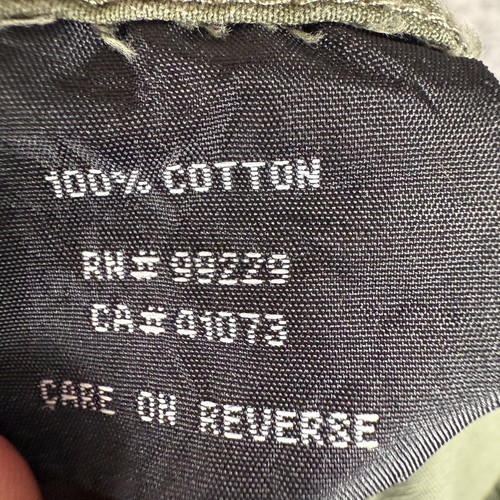 100% COTTON
RN# 99229
CA# 41073
CARE ON REVERSE